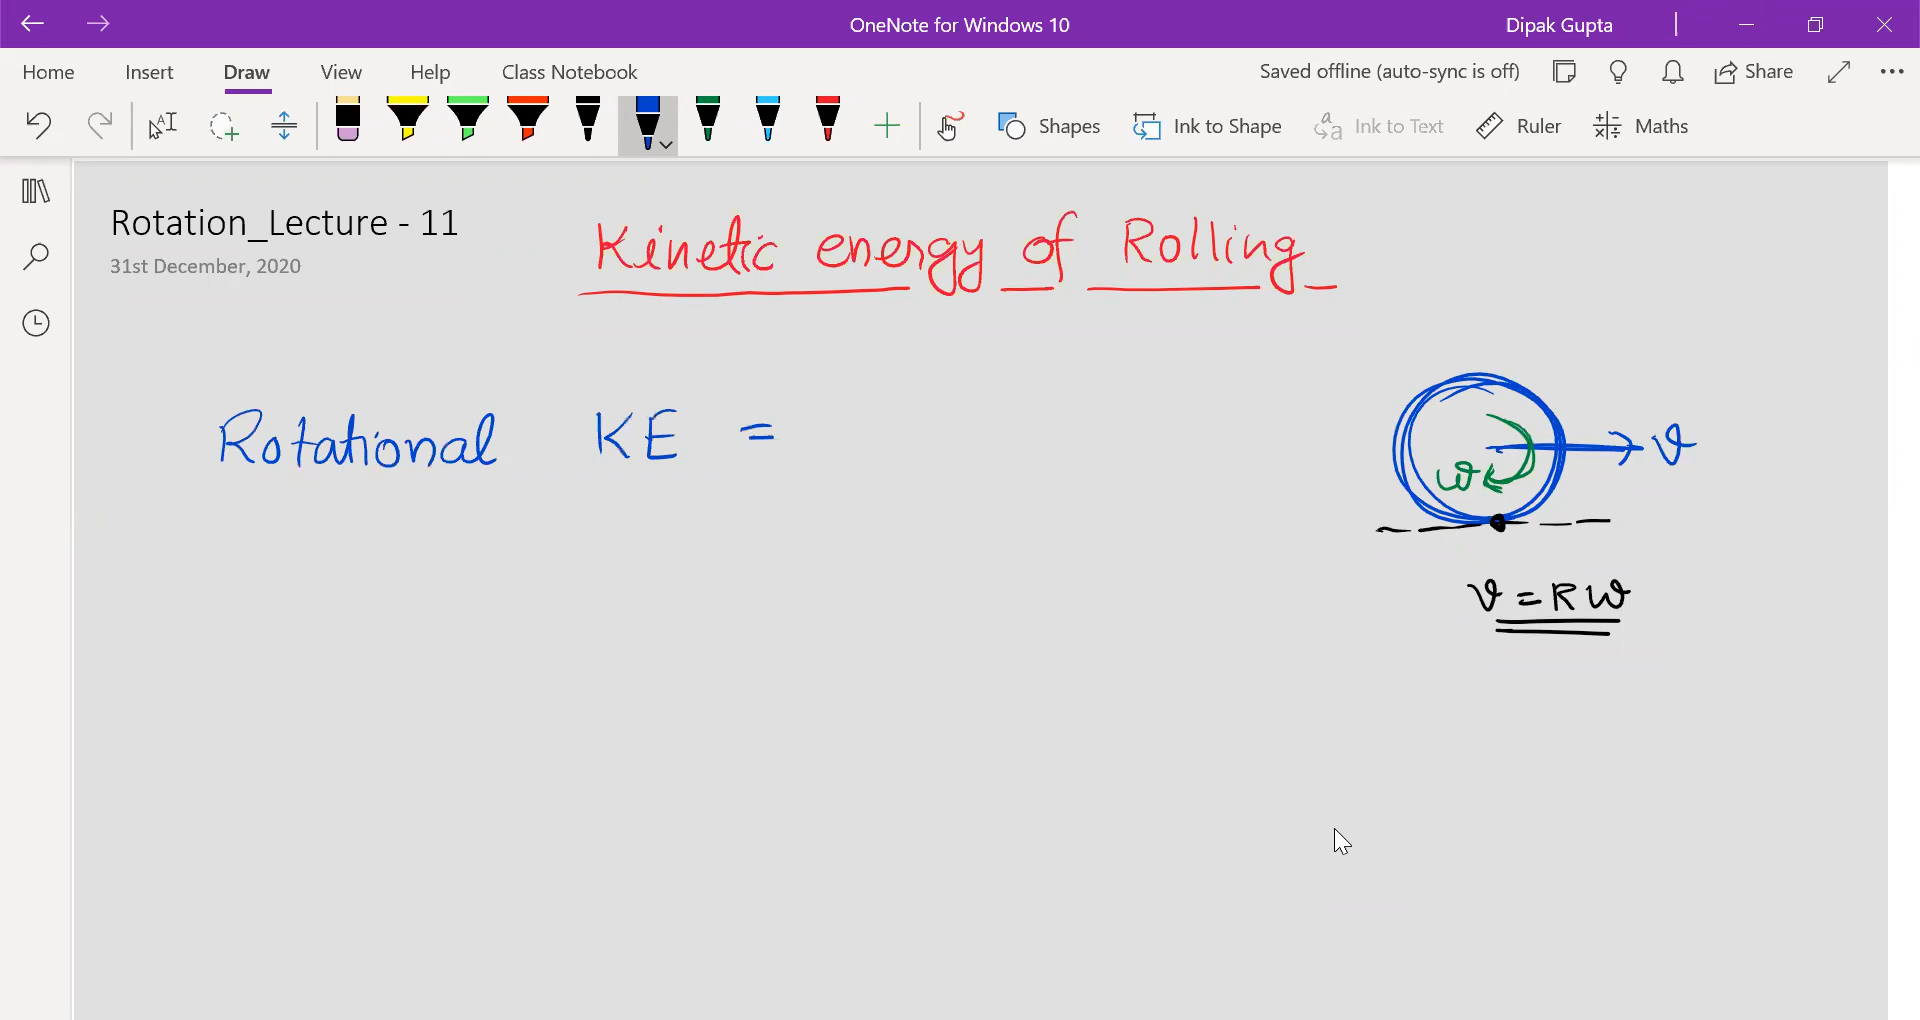 OneNote for Windows 10
Dipak Gupta
Home Insert Draw View Help Class Notebook
Saved offline (auto-sync is off)
Share
Shapes
Ink to Shape
Ink to Text
Ruler
Maths
Rotation_Lecture - 11
31st December, 2020
Kinetic energy of Rolling
Rotational KE =
v
ω
v = R ω